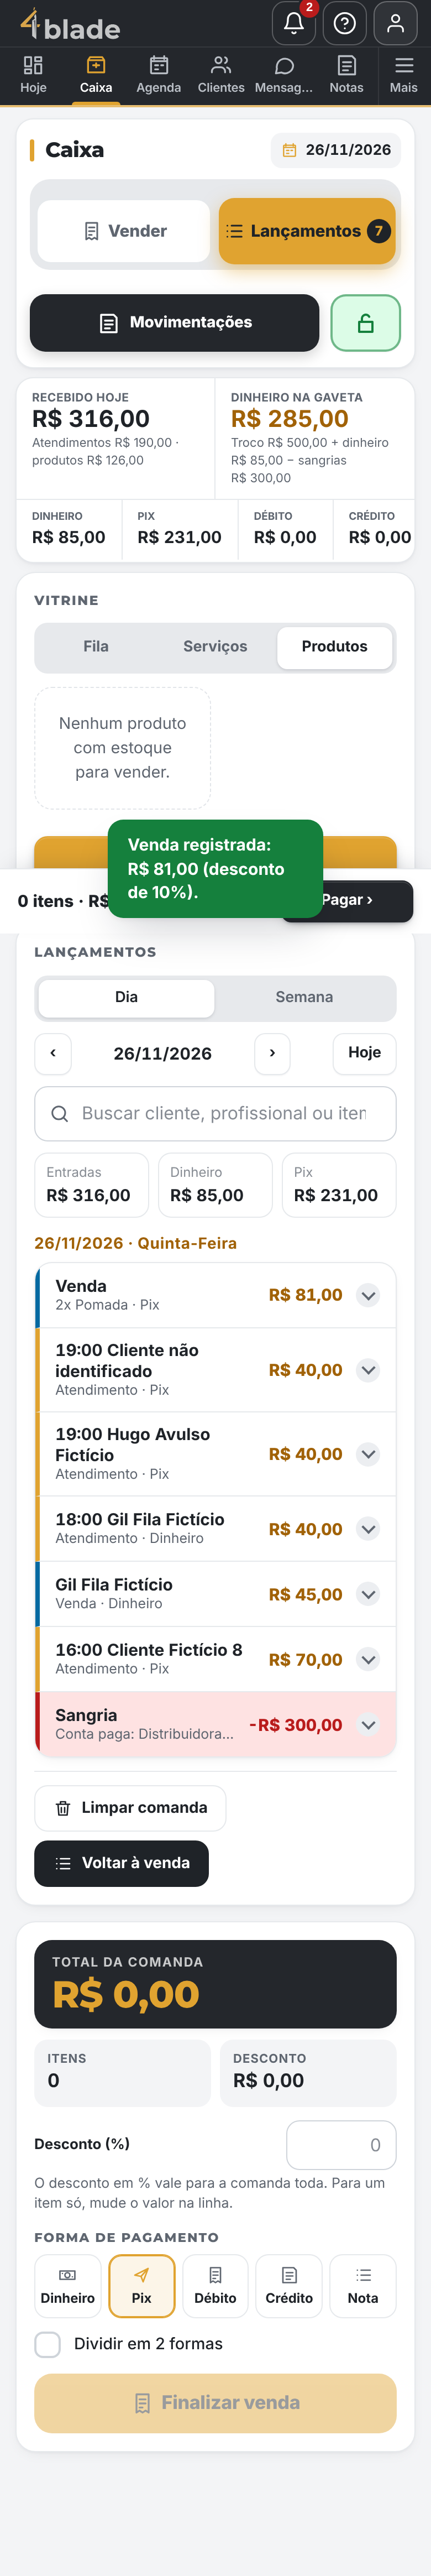 4blade
2
Hoje
Caixa
Agenda
Clientes
Mensag...
Notas
Mais
Caixa
26/11/2026
Vender
Lançamentos 7
Movimentações
RECEBIDO HOJE
R$ 316,00
Atendimentos R$ 190,00 ·
produtos R$ 126,00
DINHEIRO NA GAVETA
R$ 285,00
Troco R$ 500,00 + dinheiro
R$ 85,00 − sangrias
R$ 300,00
DINHEIRO
R$ 85,00
PIX
R$ 231,00
DÉBITO
R$ 0,00
CRÉDITO
R$ 0,00
VITRINE
Fila
Serviços
Produtos
Nenhum produto
com estoque
para vender.
Venda registrada:
R$ 81,00 (desconto
de 10%).
0 itens · R$
Pagar ›
LANÇAMENTOS
Dia
Semana
‹
26/11/2026
›
Hoje
Buscar cliente, profissional ou iter
Entradas
R$ 316,00
Dinheiro
R$ 85,00
Pix
R$ 231,00
26/11/2026 · Quinta-Feira
Venda
2x Pomada · Pix
R$ 81,00
19:00 Cliente não
identificado
Atendimento · Pix
R$ 40,00
19:00 Hugo Avulso
Fictício
Atendimento · Pix
R$ 40,00
18:00 Gil Fila Fictício
Atendimento · Dinheiro
R$ 40,00
Gil Fila Fictício
Venda · Dinheiro
R$ 45,00
16:00 Cliente Fictício 8
Atendimento · Pix
R$ 70,00
Sangria
Conta paga: Distribuidora...
-R$ 300,00
Limpar comanda
Voltar à venda
TOTAL DA COMANDA
R$ 0,00
ITENS
0
DESCONTO
R$ 0,00
Desconto (%)
0
O desconto em % vale para a comanda toda. Para um
item só, mude o valor na linha.
FORMA DE PAGAMENTO
Dinheiro
Pix
Débito
Crédito
Nota
Dividir em 2 formas
Finalizar venda